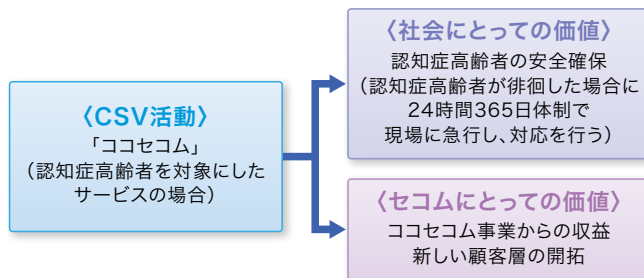 〈CSV活動〉
「ココセコム」
（認知症高齢者を対象にした
サービスの場合）
〈社会にとっての価値〉
認知症高齢者の安全確保
（認知症高齢者が徘徊した場合に
24時間365日体制で
現場に急行し、対応を行う）
〈セコムにとっての価値〉
ココセコム事業からの収益
新しい顧客層の開拓